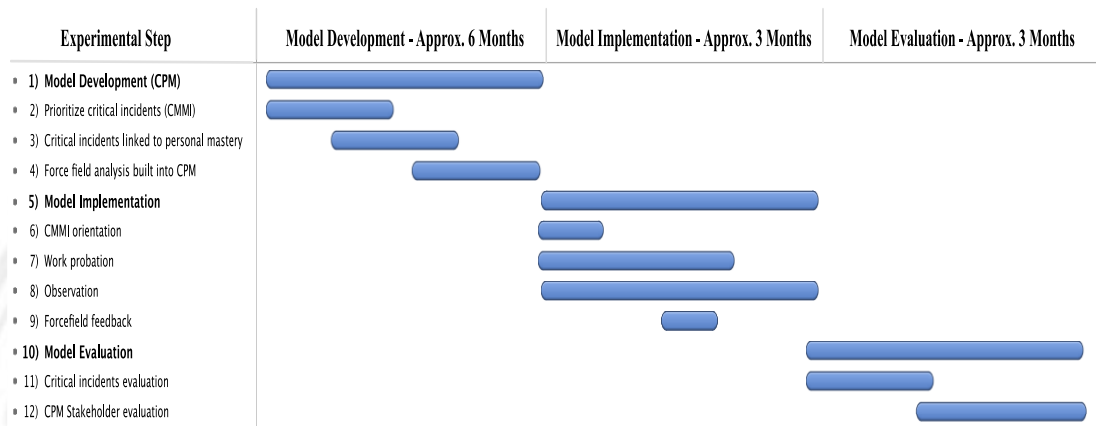 Experimental Step Model Development - Approx. 6 Months Model Implementation - Approx. 3 Months Model Evaluation - Approx. 3 Months
1) Model Development (CPM)
2) Prioritize critical incidents (CMMI)
3) Critical incidents linked to personal mastery
4) Force field analysis built into CPM
5) Model Implementation
6) CMMI orientation
7) Work probation
8) Observation
9) Forcefield feedback
10) Model Evaluation
11) Critical incidents evaluation
12) CPM Stakeholder evaluation